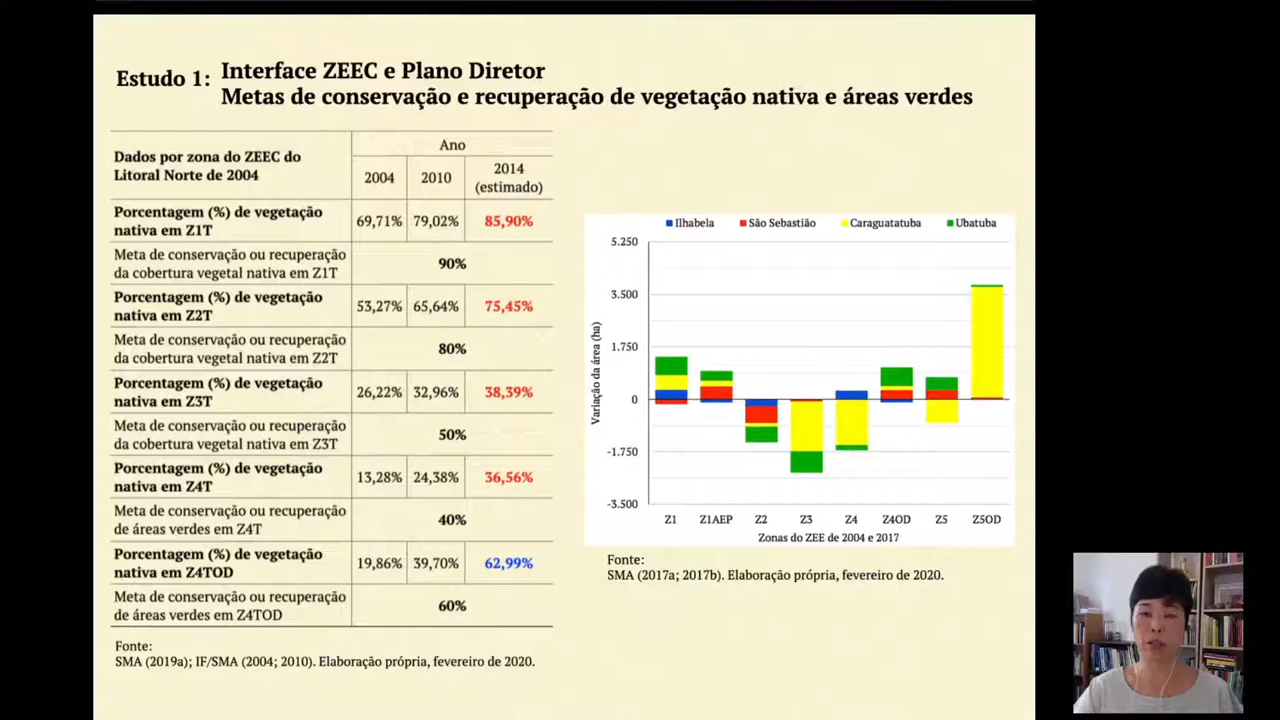 Estudo 1: Interface ZEEC e Plano Diretor
Metas de conservação e recuperação de vegetação nativa e áreas verdes
Dados por zona do ZEEC do
Litoral Norte de 2004
Ano
2004 2010 2014
(estimado)
Porcentagem (%) de vegetação
nativa em Z1T
69,71% 79,02% 85,90%
Meta de conservação ou recuperação
da cobertura vegetal nativa em Z1T
90%
Porcentagem (%) de vegetação
nativa em Z2T
53,27% 65,64% 75,45%
Meta de conservação ou recuperação
da cobertura vegetal nativa em Z2T
80%
Porcentagem (%) de vegetação
nativa em Z3T
26,22% 32,96% 38,39%
Meta de conservação ou recuperação
da cobertura vegetal nativa em Z3T
50%
Porcentagem (%) de vegetação
nativa em Z4T
13,28% 24,38% 36,56%
Meta de conservação ou recuperação
de áreas verdes em Z4T
40%
Porcentagem (%) de vegetação
nativa em Z4TOD
19,86% 39,70% 62,99%
Meta de conservação ou recuperação
de áreas verdes em Z4TOD
60%
Fonte:
SMA (2019a); IF/SMA (2004; 2010). Elaboração própria, fevereiro de 2020.
Ilhabela São Sebastião Caraguatatuba Ubatuba
Variação da área (ha)
5.250
3.500
1.750
0
-1.750
-3.500
Z1 Z1AEP Z2 Z3 Z4 Z4OD Z5 Z5OD
Zonas do ZEE de 2004 e 2017
Fonte:
SMA (2017a; 2017b). Elaboração própria, fevereiro de 2020.